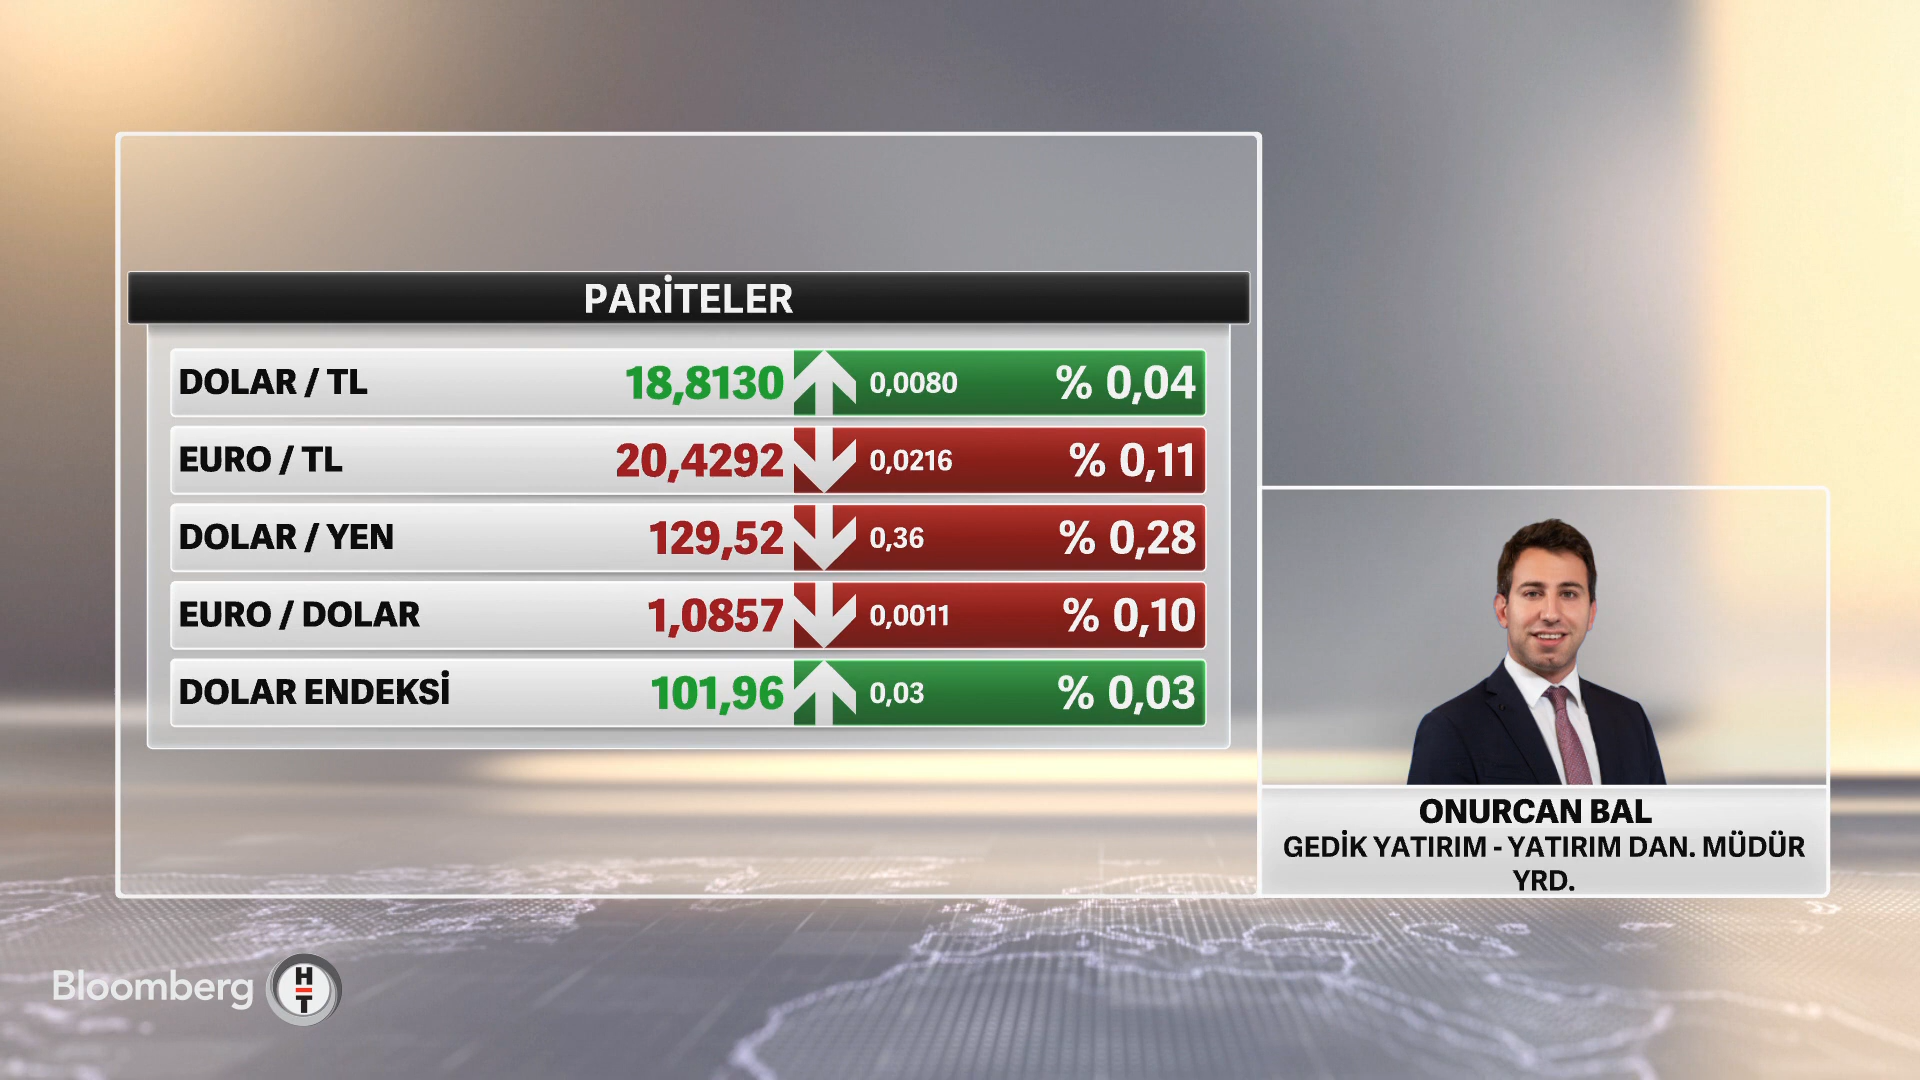 PARİTELER
DOLAR / TL 18,8130 0,0080 % 0,04
EURO / TL 20,4292 0,0216 % 0,11
DOLAR / YEN 129,52 0,36 % 0,28
EURO / DOLAR 1,0857 0,0011 % 0,10
DOLAR ENDEKSİ 101,96 0,03 % 0,03
ONURCAN BAL
GEDİK YATIRIM - YATIRIM DAN. MÜDÜR
YRD.
Bloomberg HT